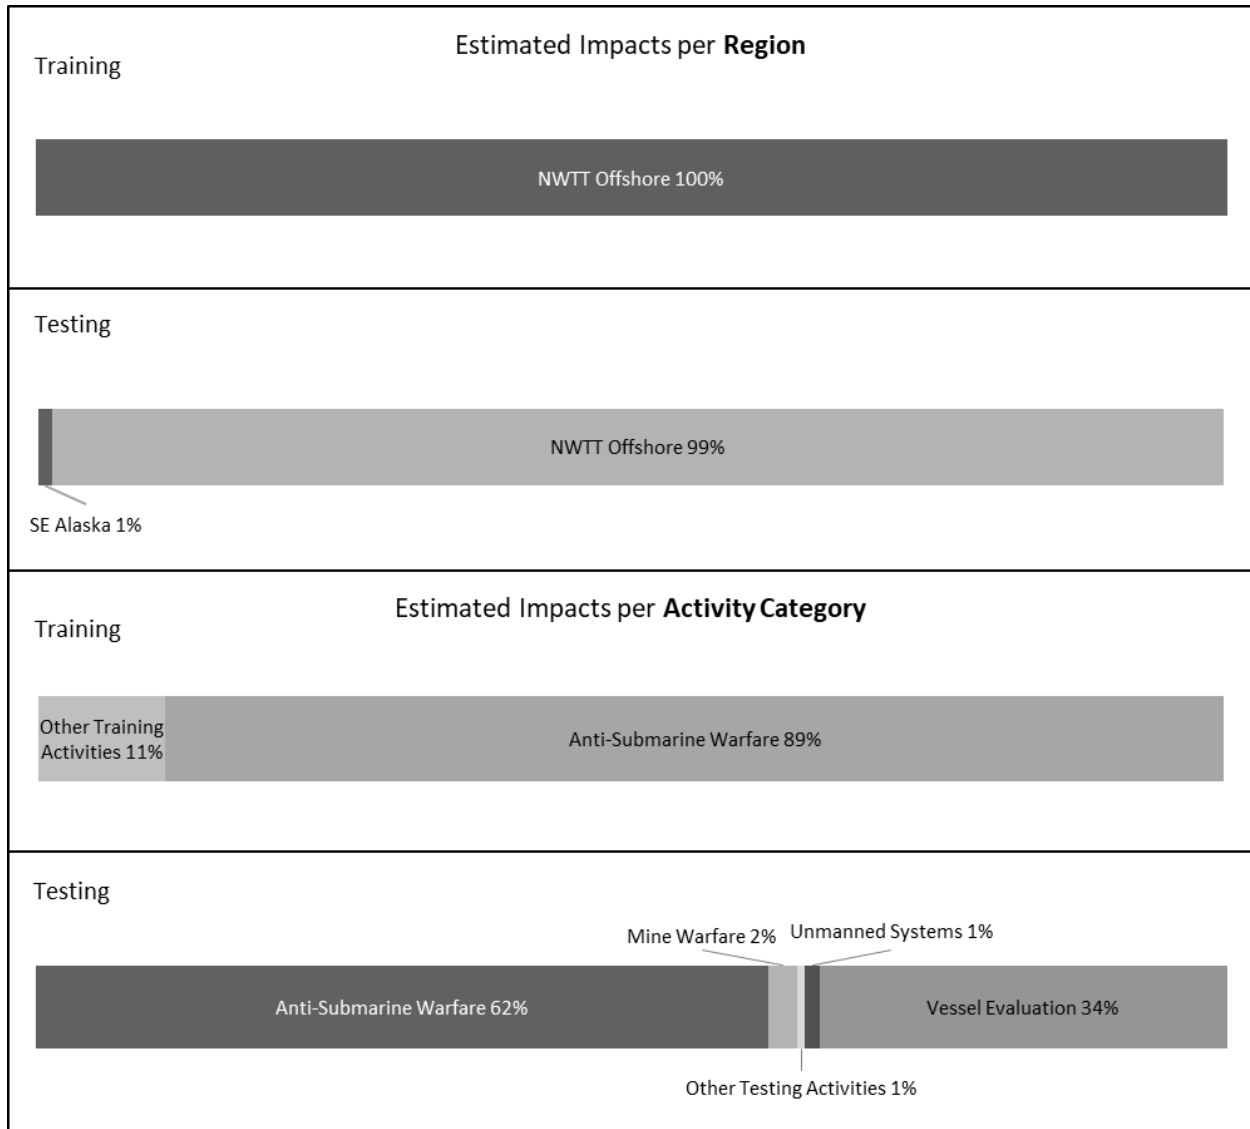 Estimated Impacts per Region
Training
NWTT Offshore 100%
Testing
NWTT Offshore 99%
SE Alaska 1%
Estimated Impacts per Activity Category
Training
Other Training
Activities 11%
Anti-Submarine Warfare 89%
Testing
Mine Warfare 2%
Unmanned Systems 1%
Anti-Submarine Warfare 62%
Vessel Evaluation 34%
Other Testing Activities 1%